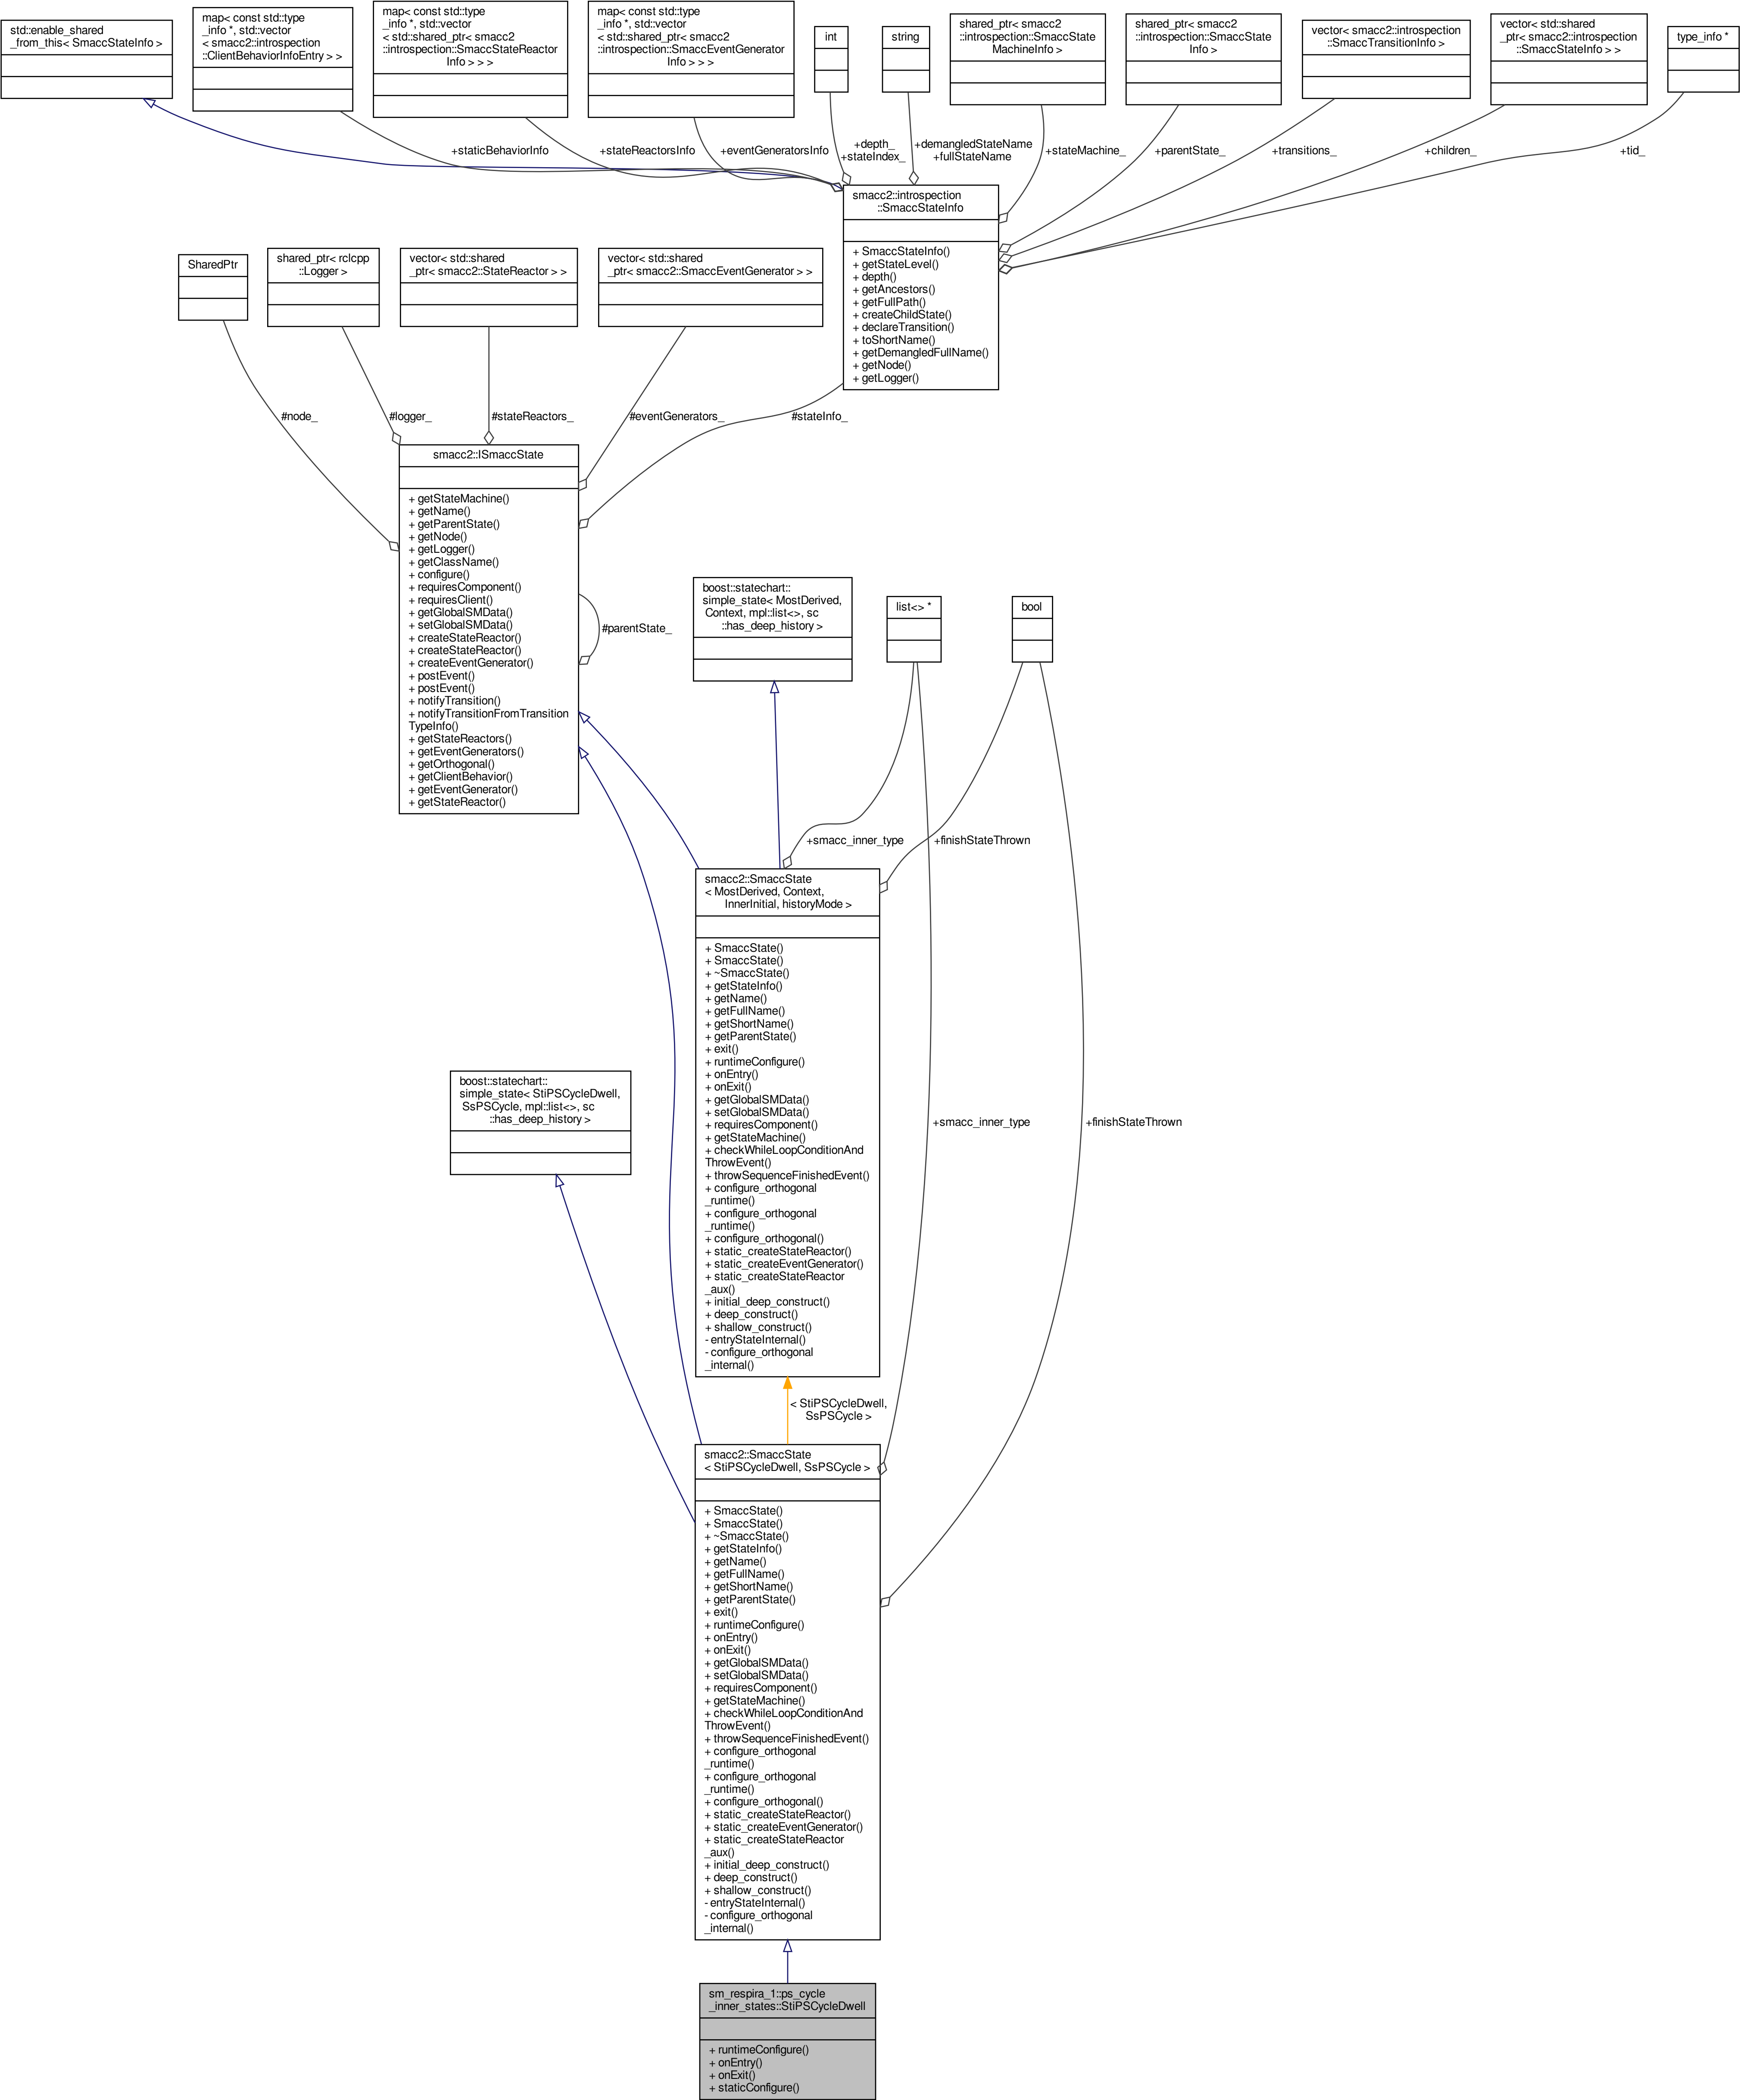 std::enable_shared
_from_this< SmaccStateInfo >
map< const std::type
_info *, std::vector
< smacc2::introspection
::ClientBehaviorInfoEntry > >
map< const std::type
_info *, std::vector
< std::shared_ptr< smacc2
::introspection::SmaccStateReactor
Info > > >
map< const std::type
_info *, std::vector
< std::shared_ptr< smacc2
::introspection::SmaccEventGenerator
Info > > >
int
string
shared_ptr< smacc2
::introspection::SmaccState
MachineInfo >
shared_ptr< smacc2
::introspection::SmaccState
Info >
vector< smacc2::introspection
::SmaccTransitionInfo >
vector< std::shared
_ptr< smacc2::introspection
::SmaccStateInfo > >
type_info *
+staticBehaviorInfo
+stateReactorsInfo
+eventGeneratorsInfo
+depth_
+stateIndex_
+demangledStateName
+fullStateName
+stateMachine_
+parentState_
+transitions_
+children_
+tid_
smacc2::introspection
::SmaccStateInfo
+ SmaccStateInfo()
+ getStateLevel()
+ depth()
+ getAncestors()
+ getFullPath()
+ createChildState()
+ declareTransition()
+ toShortName()
+ getDemangledFullName()
+ getNode()
+ getLogger()
SharedPtr
shared_ptr< rclcpp
::Logger >
vector< std::shared
_ptr< smacc2::StateReactor > >
vector< std::shared
_ptr< smacc2::SmaccEventGenerator > >
#node_
#logger_
#stateReactors_
#eventGenerators_
#stateInfo_
smacc2::ISmaccState
+ getStateMachine()
+ getName()
+ getParentState()
+ getNode()
+ getLogger()
+ getClassName()
+ configure()
+ requiresComponent()
+ requiresClient()
+ getGlobalSMData()
+ setGlobalSMData()
+ createStateReactor()
+ createStateReactor()
+ createEventGenerator()
+ postEvent()
+ postEvent()
+ notifyTransition()
+ notifyTransitionFromTransition
TypeInfo()
+ getStateReactors()
+ getEventGenerators()
+ getOrthogonal()
+ getClientBehavior()
+ getEventGenerator()
+ getStateReactor()
#parentState_
boost::statechart::
simple_state< MostDerived,
Context, mpl::list<>, sc
::has_deep_history >
list<> *
bool
+smacc_inner_type
+finishStateThrown
smacc2::SmaccState
< MostDerived, Context,
InnerInitial, historyMode >
+ SmaccState()
+ SmaccState()
+ ~SmaccState()
+ getStateInfo()
+ getName()
+ getFullName()
+ getShortName()
+ getParentState()
+ exit()
+ runtimeConfigure()
+ onEntry()
+ onExit()
+ getGlobalSMData()
+ setGlobalSMData()
+ requiresComponent()
+ getStateMachine()
+ checkWhileLoopConditionAnd
ThrowEvent()
+ throwSequenceFinishedEvent()
+ configure_orthogonal
_runtime()
+ configure_orthogonal
_runtime()
+ configure_orthogonal()
+ static_createStateReactor()
+ static_createEventGenerator()
+ static_createStateReactor
_aux()
+ initial_deep_construct()
+ deep_construct()
+ shallow_construct()
- entryStateInternal()
- configure_orthogonal
_internal()
boost::statechart::
simple_state< StiPSCycleDwell,
SsPSCycle, mpl::list<>, sc
::has_deep_history >
+smacc_inner_type
+finishStateThrown
< StiPSCycleDwell,
SsPSCycle >
smacc2::SmaccState
< StiPSCycleDwell, SsPSCycle >
+ SmaccState()
+ SmaccState()
+ ~SmaccState()
+ getStateInfo()
+ getName()
+ getFullName()
+ getShortName()
+ getParentState()
+ exit()
+ runtimeConfigure()
+ onEntry()
+ onExit()
+ getGlobalSMData()
+ setGlobalSMData()
+ requiresComponent()
+ getStateMachine()
+ checkWhileLoopConditionAnd
ThrowEvent()
+ throwSequenceFinishedEvent()
+ configure_orthogonal
_runtime()
+ configure_orthogonal
_runtime()
+ configure_orthogonal()
+ static_createStateReactor()
+ static_createEventGenerator()
+ static_createStateReactor
_aux()
+ initial_deep_construct()
+ deep_construct()
+ shallow_construct()
- entryStateInternal()
- configure_orthogonal
_internal()
sm_respira_1::ps_cycle
_inner_states::StiPSCycleDwell
+ runtimeConfigure()
+ onEntry()
+ onExit()
+ staticConfigure()